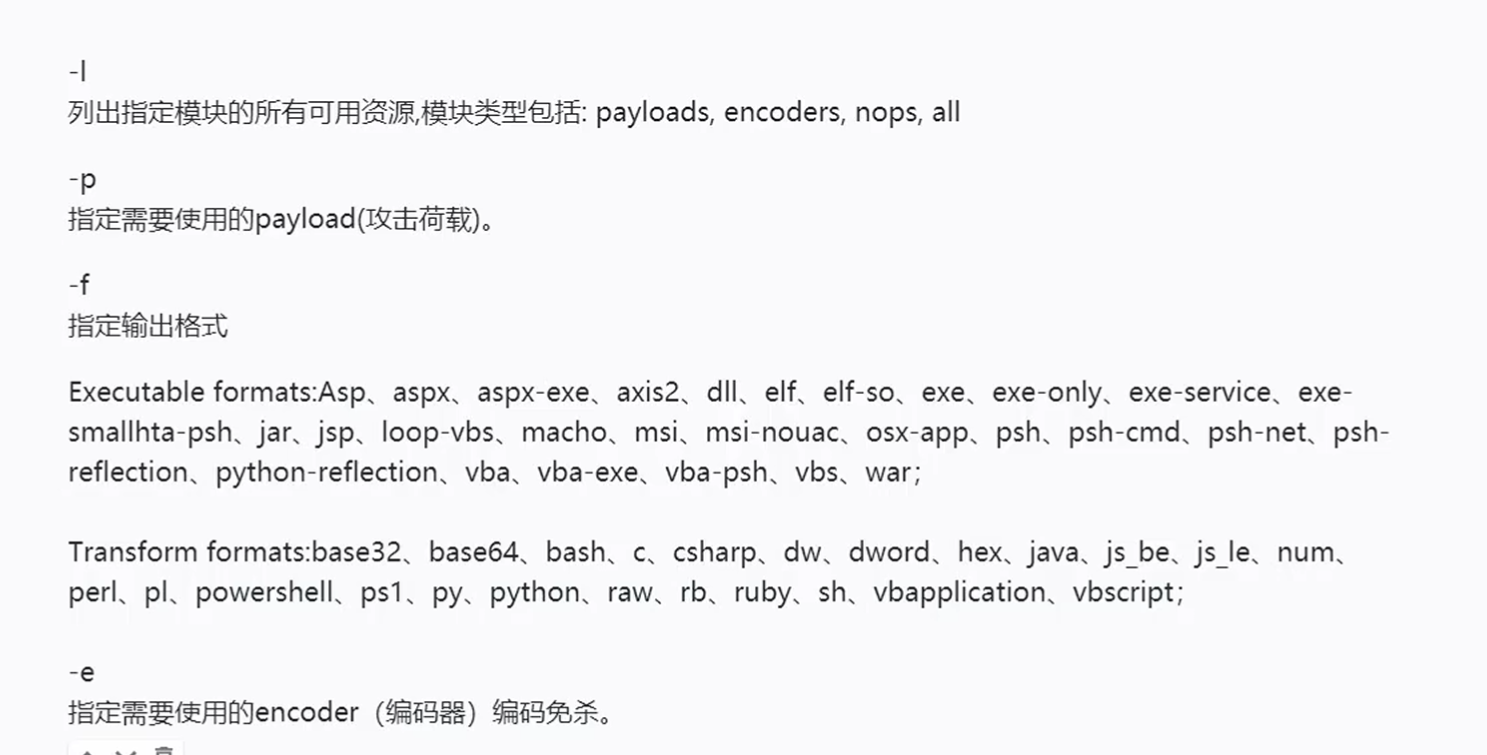 -l
列出指定模块的所有可用资源,模块类型包括: payloads, encoders, nops, all
-p
指定需要使用的payload(攻击荷载)。
-f
指定输出格式
Executable formats:Asp、aspx、aspx-exe、axis2、dll、elf、elf-so、exe、exe-only、exe-service、exe-
smallhta-psh、jar、jsp、loop-vbs、macho、msi、msi-nouac、osx-app、psh、psh-cmd、psh-net、psh-
reflection、python-reflection、vba、vba-exe、vba-psh、vbs、war；
Transform formats:base32、base64、bash、c、csharp、dw、dword、hex、java、js_be、js_le、num、
perl、pl、powershell、ps1、py、python、raw、rb、ruby、sh、vbapplication、vbscript；
-e
指定需要使用的encoder（编码器）编码免杀。